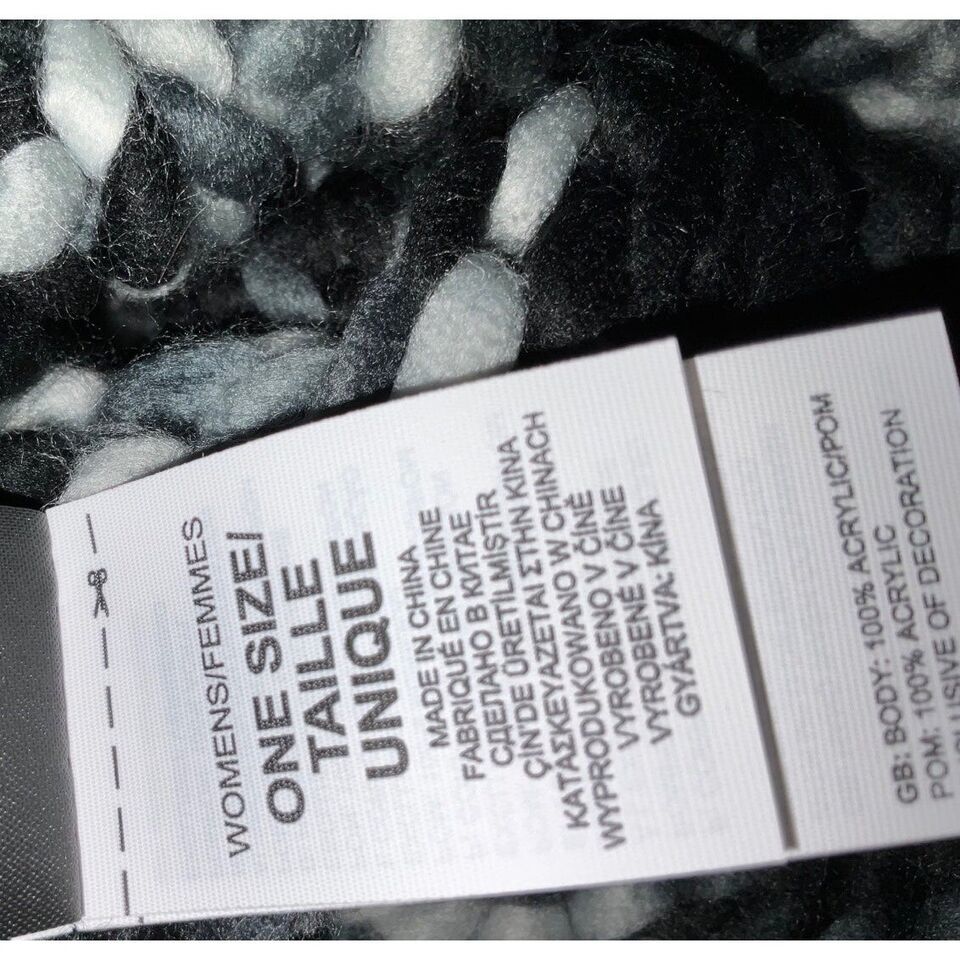 WOMENS/FEMMES
ONE SIZE/
TAILLE
UNIQUE
MADE IN CHINA
FABRIQUÉ EN CHINE
СДЕЛАНО В КИТАЕ
ÇİN'DE ÜRETİLMİŞTİR
ΚΑΤΑΣΚΕΥΑΖΕΤΑΙ ΣΤΗΝ ΚΙΝΑ
WYPRODUKOWANO W CHINACH
VYROBENO V ČÍNĚ
VYROBENÉ V ČÍNE
GYÁRTVA: KÍNA
GB: BODY: 100% ACRYLIC/POM
POM: 100% ACRYLIC
OF DECORATION